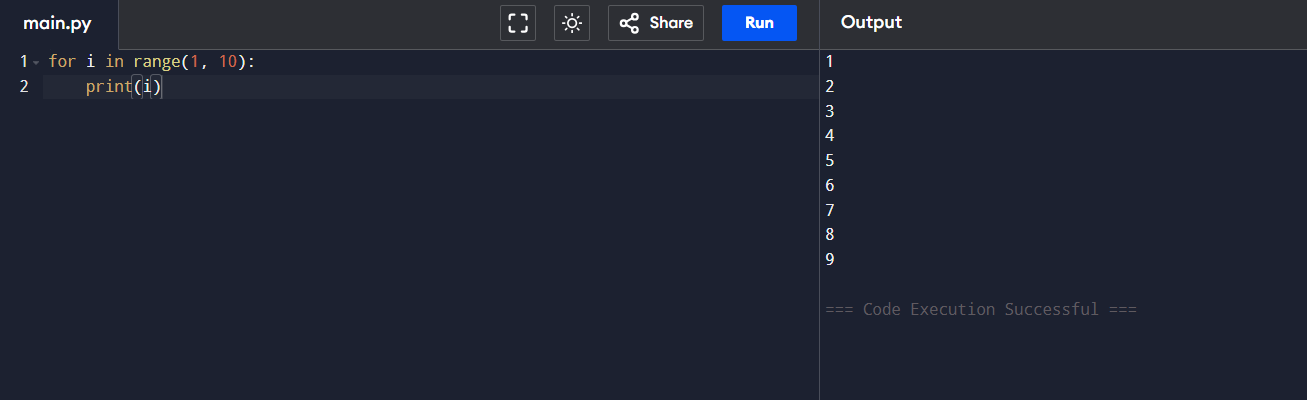 main.py
Share
Run
Output
1 for i in range(1, 10):
2     print(i)
1
2
3
4
5
6
7
8
9
=== Code Execution Successful ===